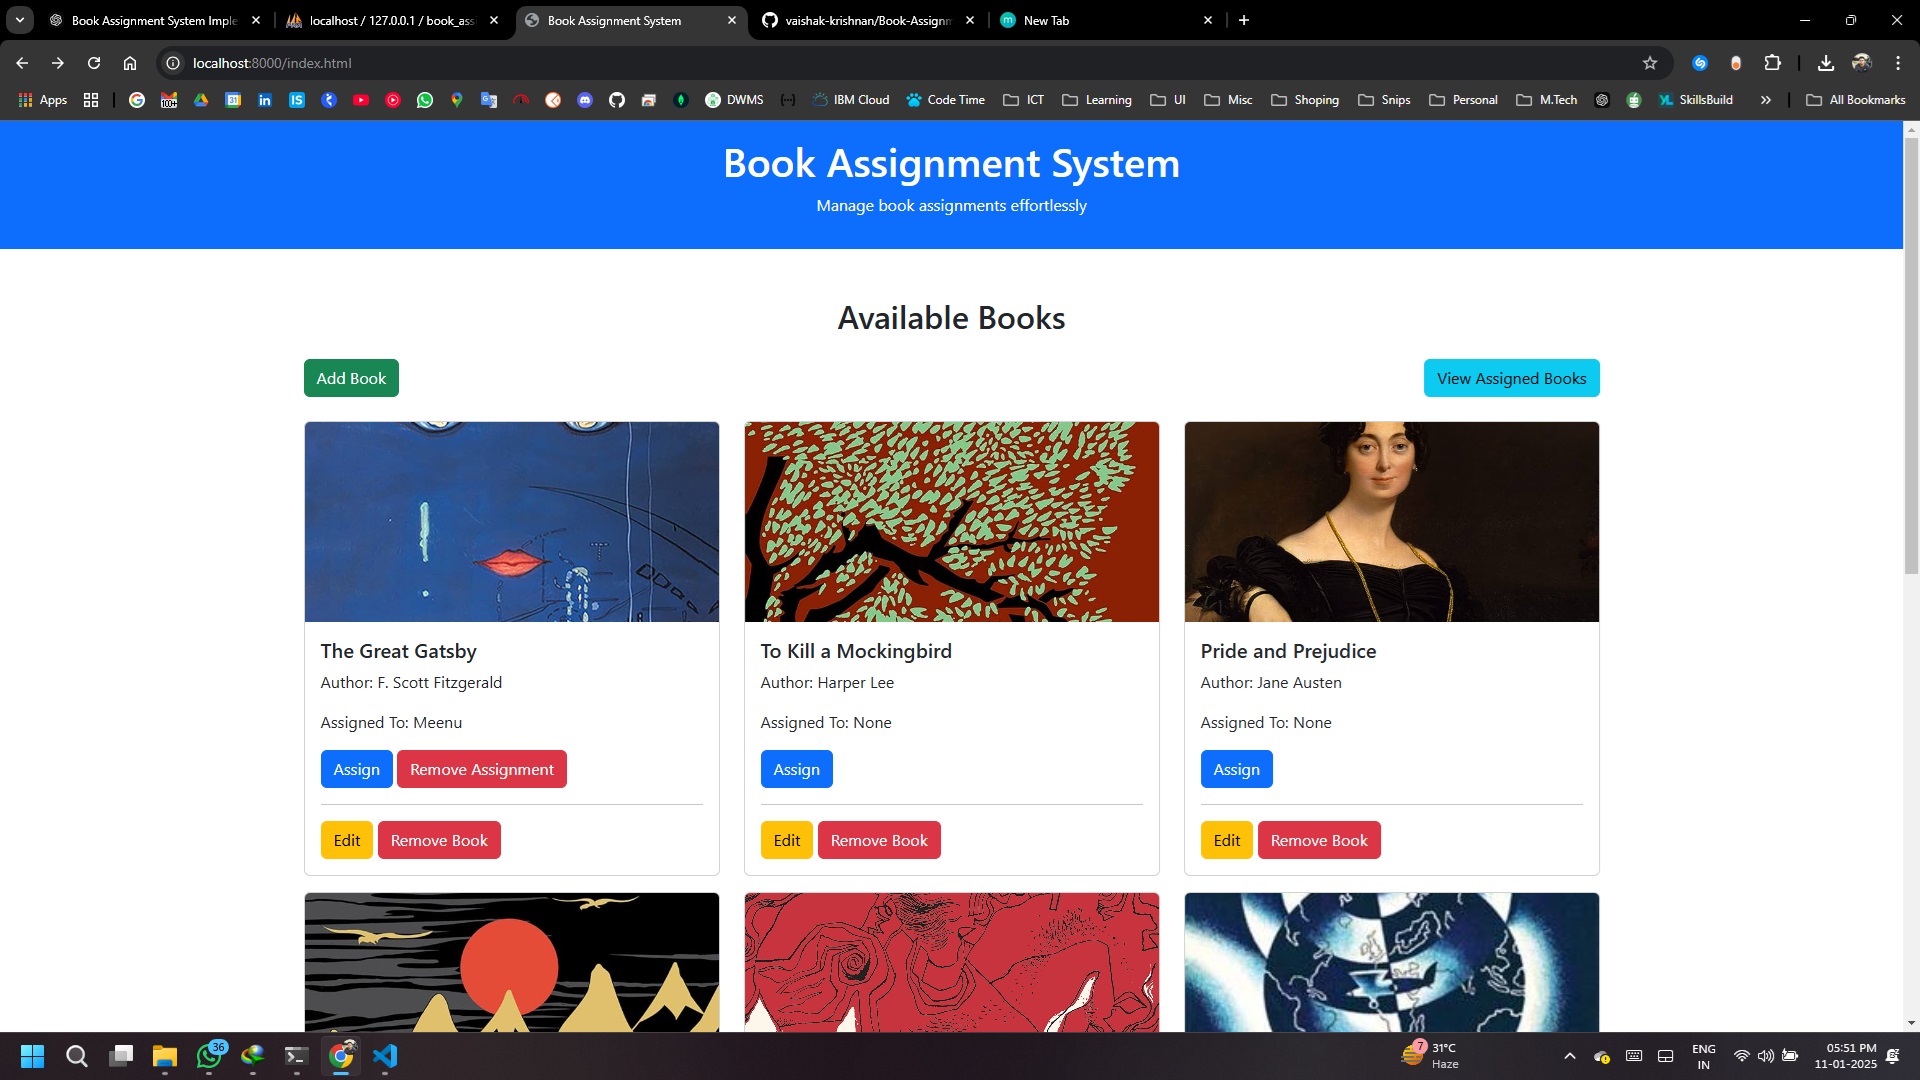 Book Assignment System Imple
localhost / 127.0.0.1 / book_assi
Book Assignment System
vaishak-krishnan/Book-Assignm
New Tab
localhost:8000/index.html
Apps
100+
31
DWMS
IBM Cloud
Code Time
ICT
Learning
UI
Misc
Shoping
Snips
Personal
M.Tech
SkillsBuild
All Bookmarks
Book Assignment System
Manage book assignments effortlessly
Available Books
Add Book
View Assigned Books
The Great Gatsby
Author: F. Scott Fitzgerald
Assigned To: Meenu
Assign
Remove Assignment
Edit
Remove Book
To Kill a Mockingbird
Author: Harper Lee
Assigned To: None
Assign
Edit
Remove Book
Pride and Prejudice
Author: Jane Austen
Assigned To: None
Assign
Edit
Remove Book
36
7
31°C
Haze
ENG
IN
05:51 PM
11-01-2025